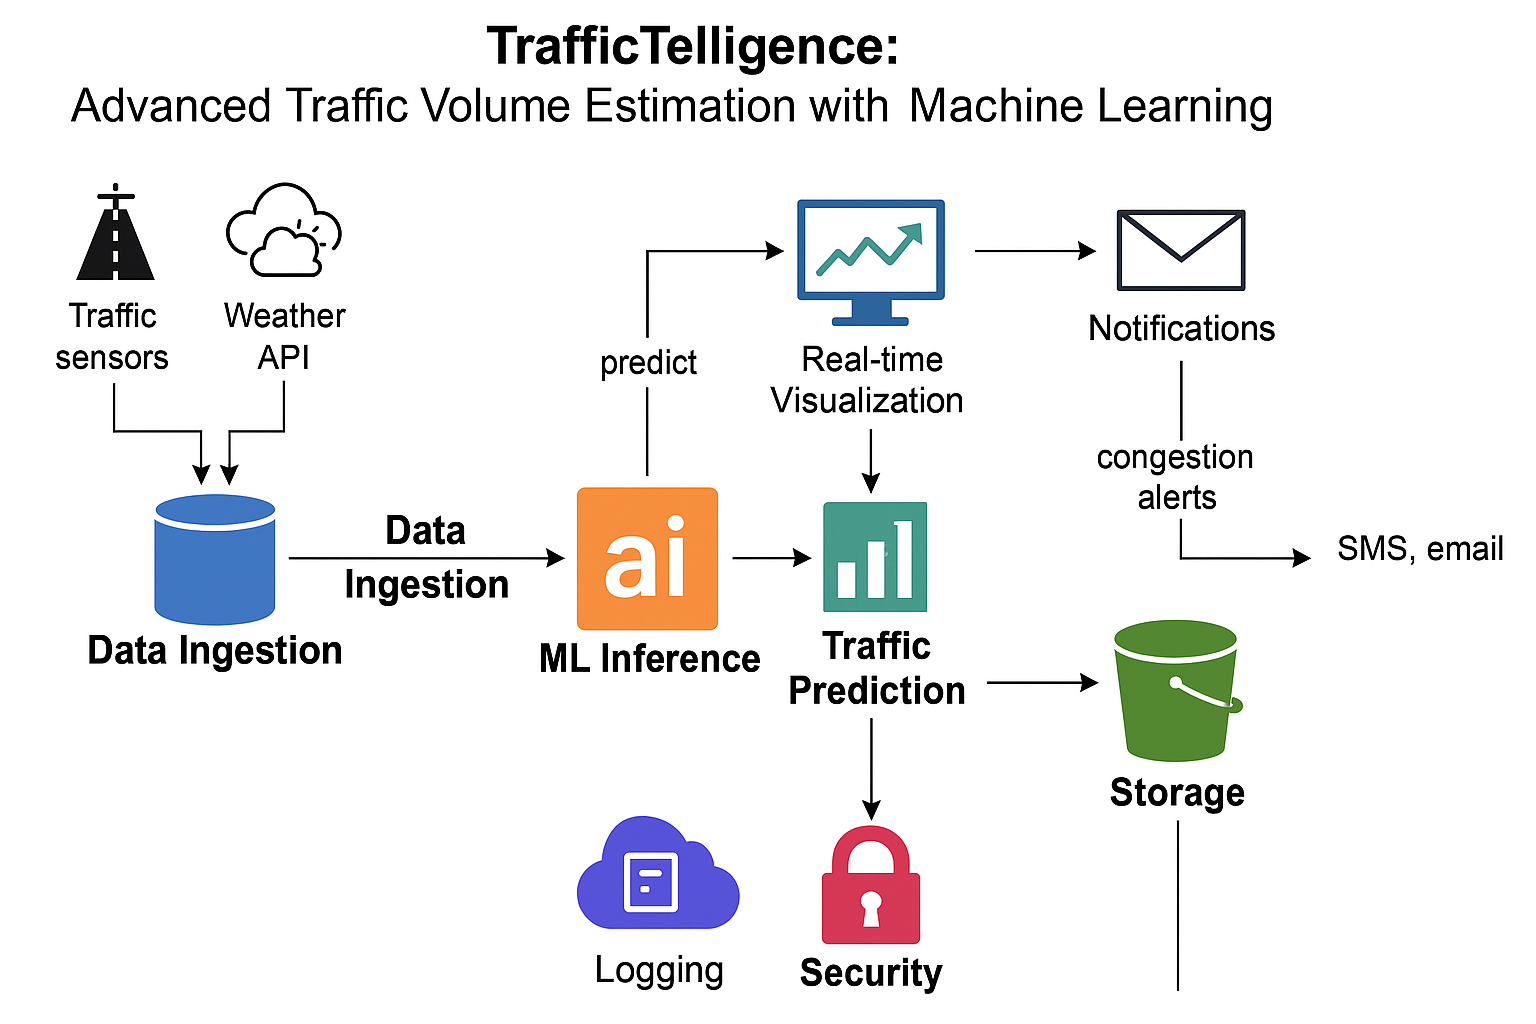 TrafficTelligence:
Advanced Traffic Volume Estimation with Machine Learning
Traffic
sensors
Weather
API
predict
Real-time
Visualization
Notifications
congestion
alerts
SMS, email
Data
Ingestion
Data Ingestion
ai
ML Inference
Traffic
Prediction
Storage
Logging
Security